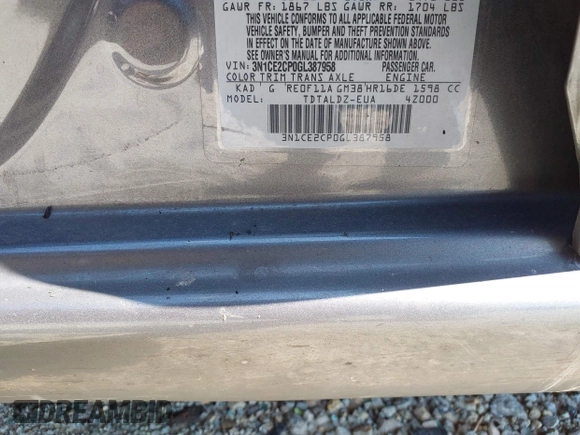 GAWR FR: 1867 LBS GAWR RR: 1704 LBS
THIS VEHICLE CONFORMS TO ALL APPLICABLE FEDERAL MOTOR
VEHICLE SAFETY, BUMPER AND THEFT PREVENTION STANDARDS
IN EFFECT ON THE DATE OF MANUFACTURE SHOWN ABOVE.
SEE OWNER'S MANUAL FOR ADDITIONAL INFORMATION.
VIN: 3N1CE2CP0GL387958 PASSENGER CAR
COLOR TRIM TRANS AXLE ENGINE
KAD G RE0F11A GM38 HR16DE 1598 CC
MODEL: TDTALDZ-EUA 4Z000
3N1CE2CP0GL387958
DREAMBID